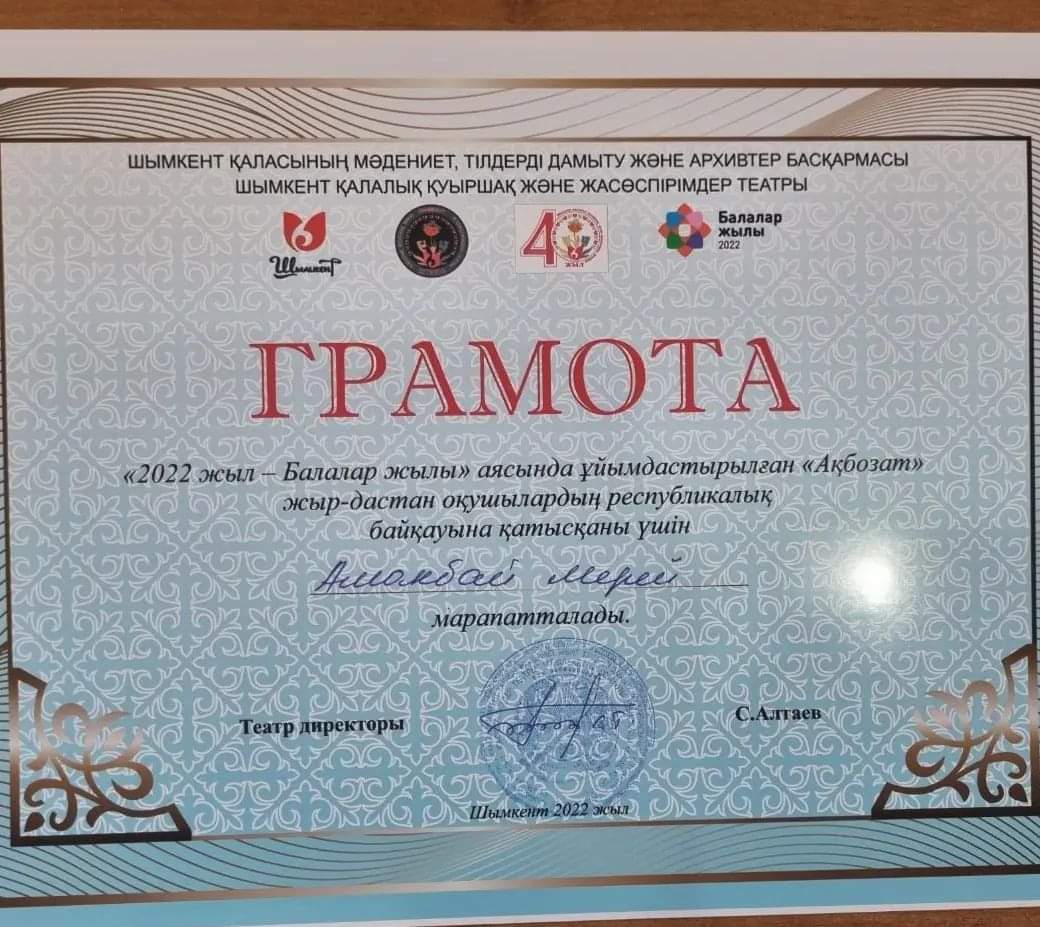 ШЫМКЕНТ ҚАЛАСЫНЫҢ МӘДЕНИЕТ, ТІЛДЕРДІ ДАМЫТУ ЖӘНЕ АРХИВТЕР БАСҚАРМАСЫ
ШЫМКЕНТ ҚАЛАЛЫҚ ҚУЫРШАҚ ЖӘНЕ ЖАСӨСПІРІМДЕР ТЕАТРЫ
Шымкент
40
ЖЫЛ
Балалар
жылы
2022
ГРАМОТА
«2022 жыл – Балалар жылы» аясында ұйымдастырылған «Ақбозат»
жыр-дастан оқушылардың республикалық
байқауына қатысқаны үшін
Мерей
марапатталады.
Театр директоры
С.Алтаев
Шымкент 2022 жыл